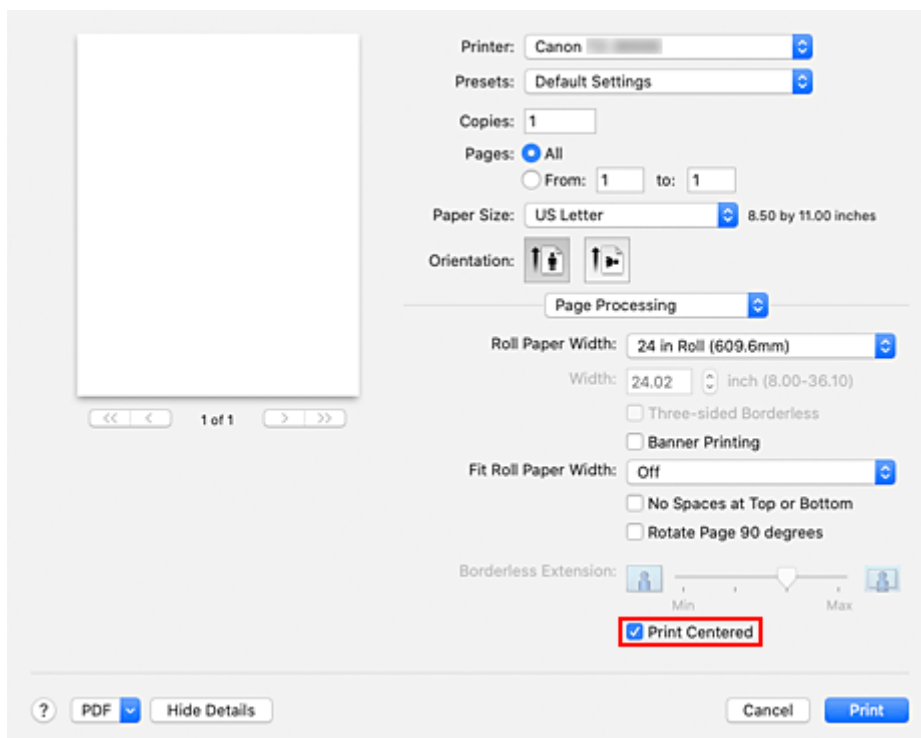 Printer: Canon
Presets: Default Settings
Copies: 1
Pages: All
From: 1 to: 1
Paper Size: US Letter 8.50 by 11.00 inches
Orientation:
Page Processing
Roll Paper Width: 24 in Roll (609.6mm)
Width: 24.02 inch (8.00-36.10)
Three-sided Borderless
Banner Printing
<< < 1 of 1 > >>
Fit Roll Paper Width: Off
No Spaces at Top or Bottom
Rotate Page 90 degrees
Borderless Extension:
Min Max
Print Centered
? PDF Hide Details Cancel Print